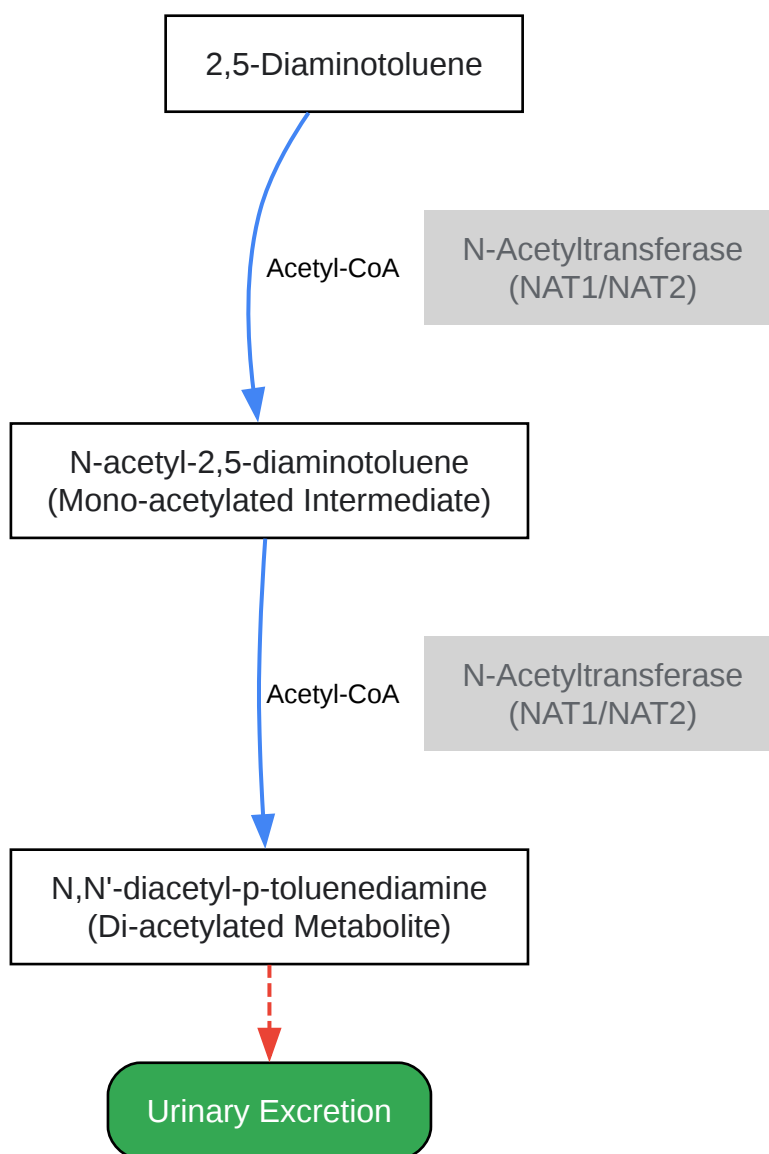 2,5-Diaminotoluene
Acetyl-CoA
N-Acetyltransferase
(NAT1/NAT2)
N-acetyl-2,5-diaminotoluene
(Mono-acetylated Intermediate)
Acetyl-CoA
N-Acetyltransferase
(NAT1/NAT2)
N,N'-diacetyl-p-toluenediamine
(Di-acetylated Metabolite)
Urinary Excretion